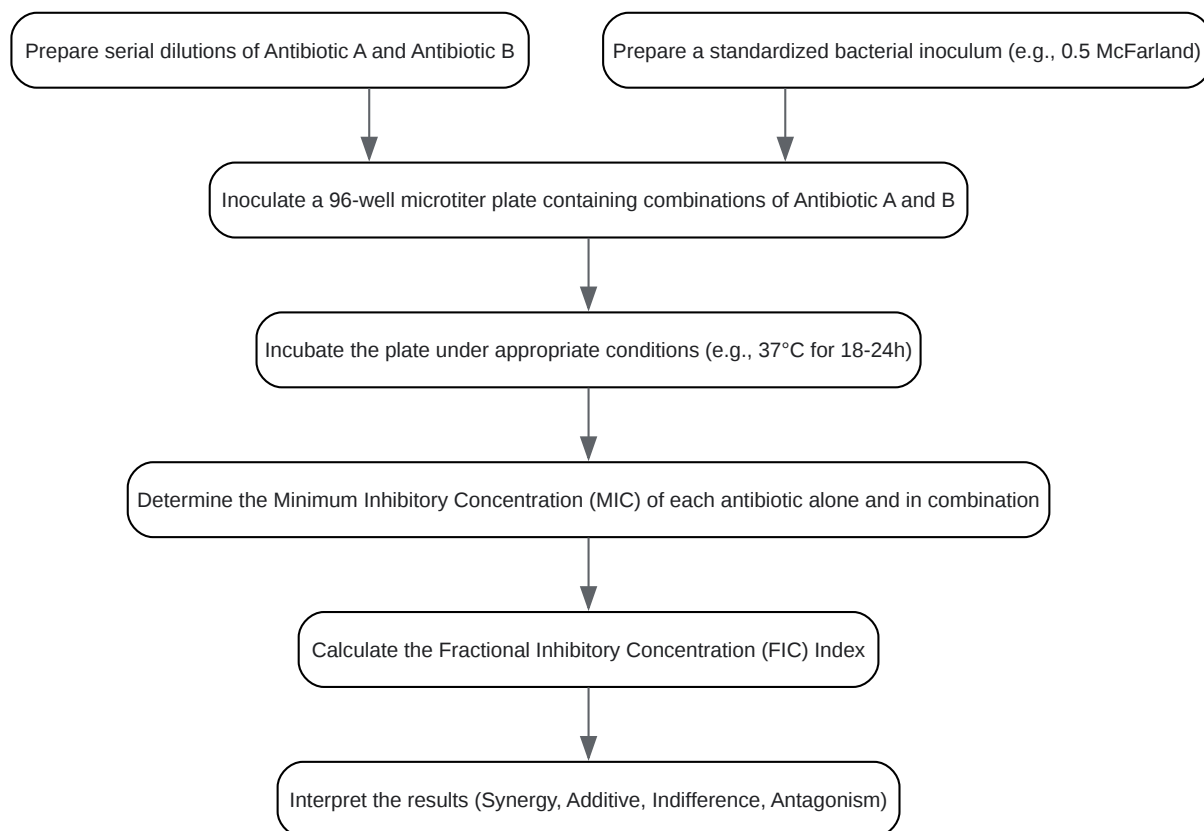 Prepare serial dilutions of Antibiotic A and Antibiotic B
Prepare a standardized bacterial inoculum (e.g., 0.5 McFarland)
Inoculate a 96-well microtiter plate containing combinations of Antibiotic A and B
Incubate the plate under appropriate conditions (e.g., 37°C for 18-24h)
Determine the Minimum Inhibitory Concentration (MIC) of each antibiotic alone and in combination
Calculate the Fractional Inhibitory Concentration (FIC) Index
Interpret the results (Synergy, Additive, Indifference, Antagonism)